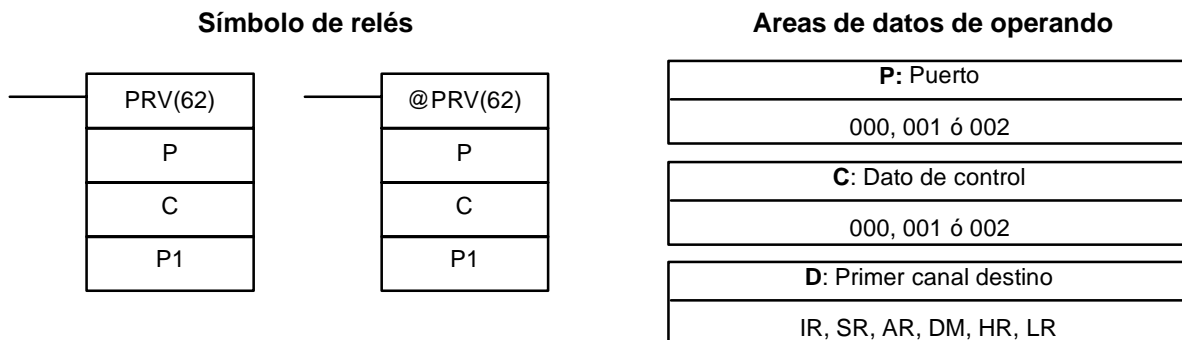 Símbolo de relés
PRV(62)
P
C
P1
@PRV(62)
P
C
P1
Areas de datos de operando
P: Puerto
000, 001 ó 002
C: Dato de control
000, 001 ó 002
D: Primer canal destino
IR, SR, AR, DM, HR, LR